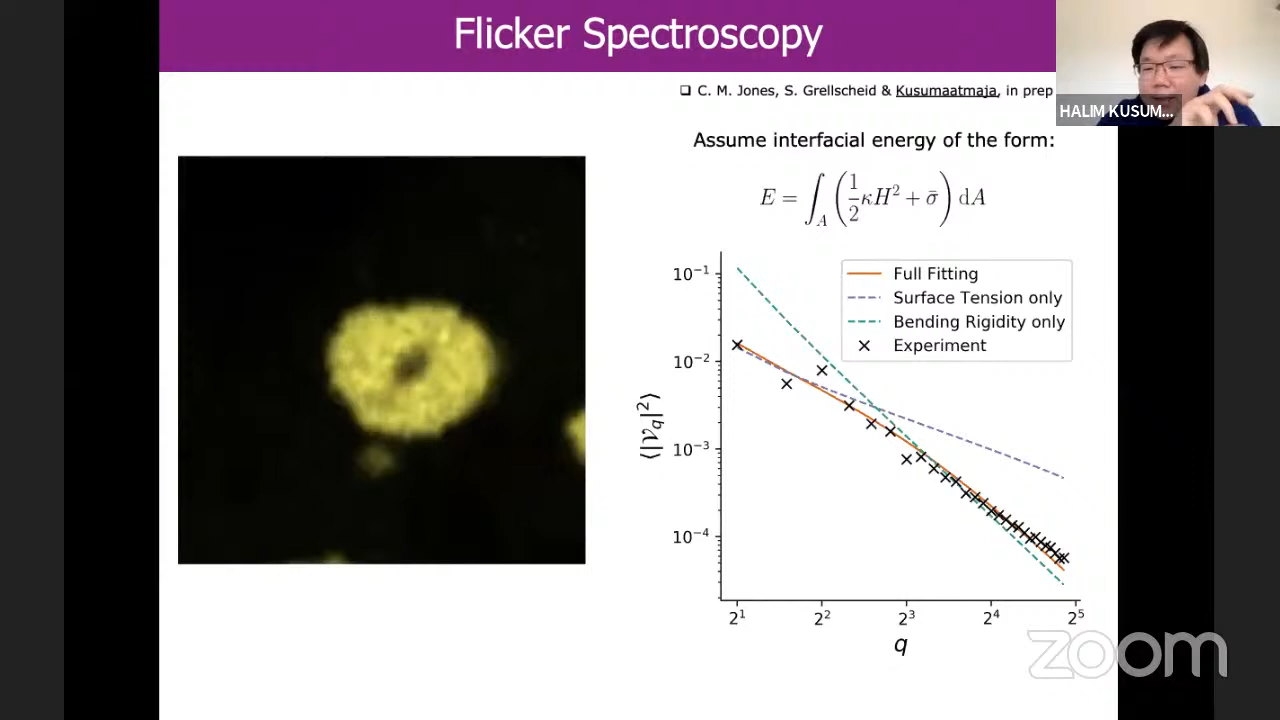 Flicker Spectroscopy
❑ C. M. Jones, S. Grellscheid & Kusumaatmaja, in prep
HALIM KUSUM...
Assume interfacial energy of the form:
E = ∫_A (1/2 κH² + σ̄) dA
Full Fitting
Surface Tension only
Bending Rigidity only
Experiment
10⁻¹
10⁻²
10⁻³
10⁻⁴
⟨|𝒱_q|²⟩
2¹ 2² 2³ 2⁴ 2⁵
q
zoom